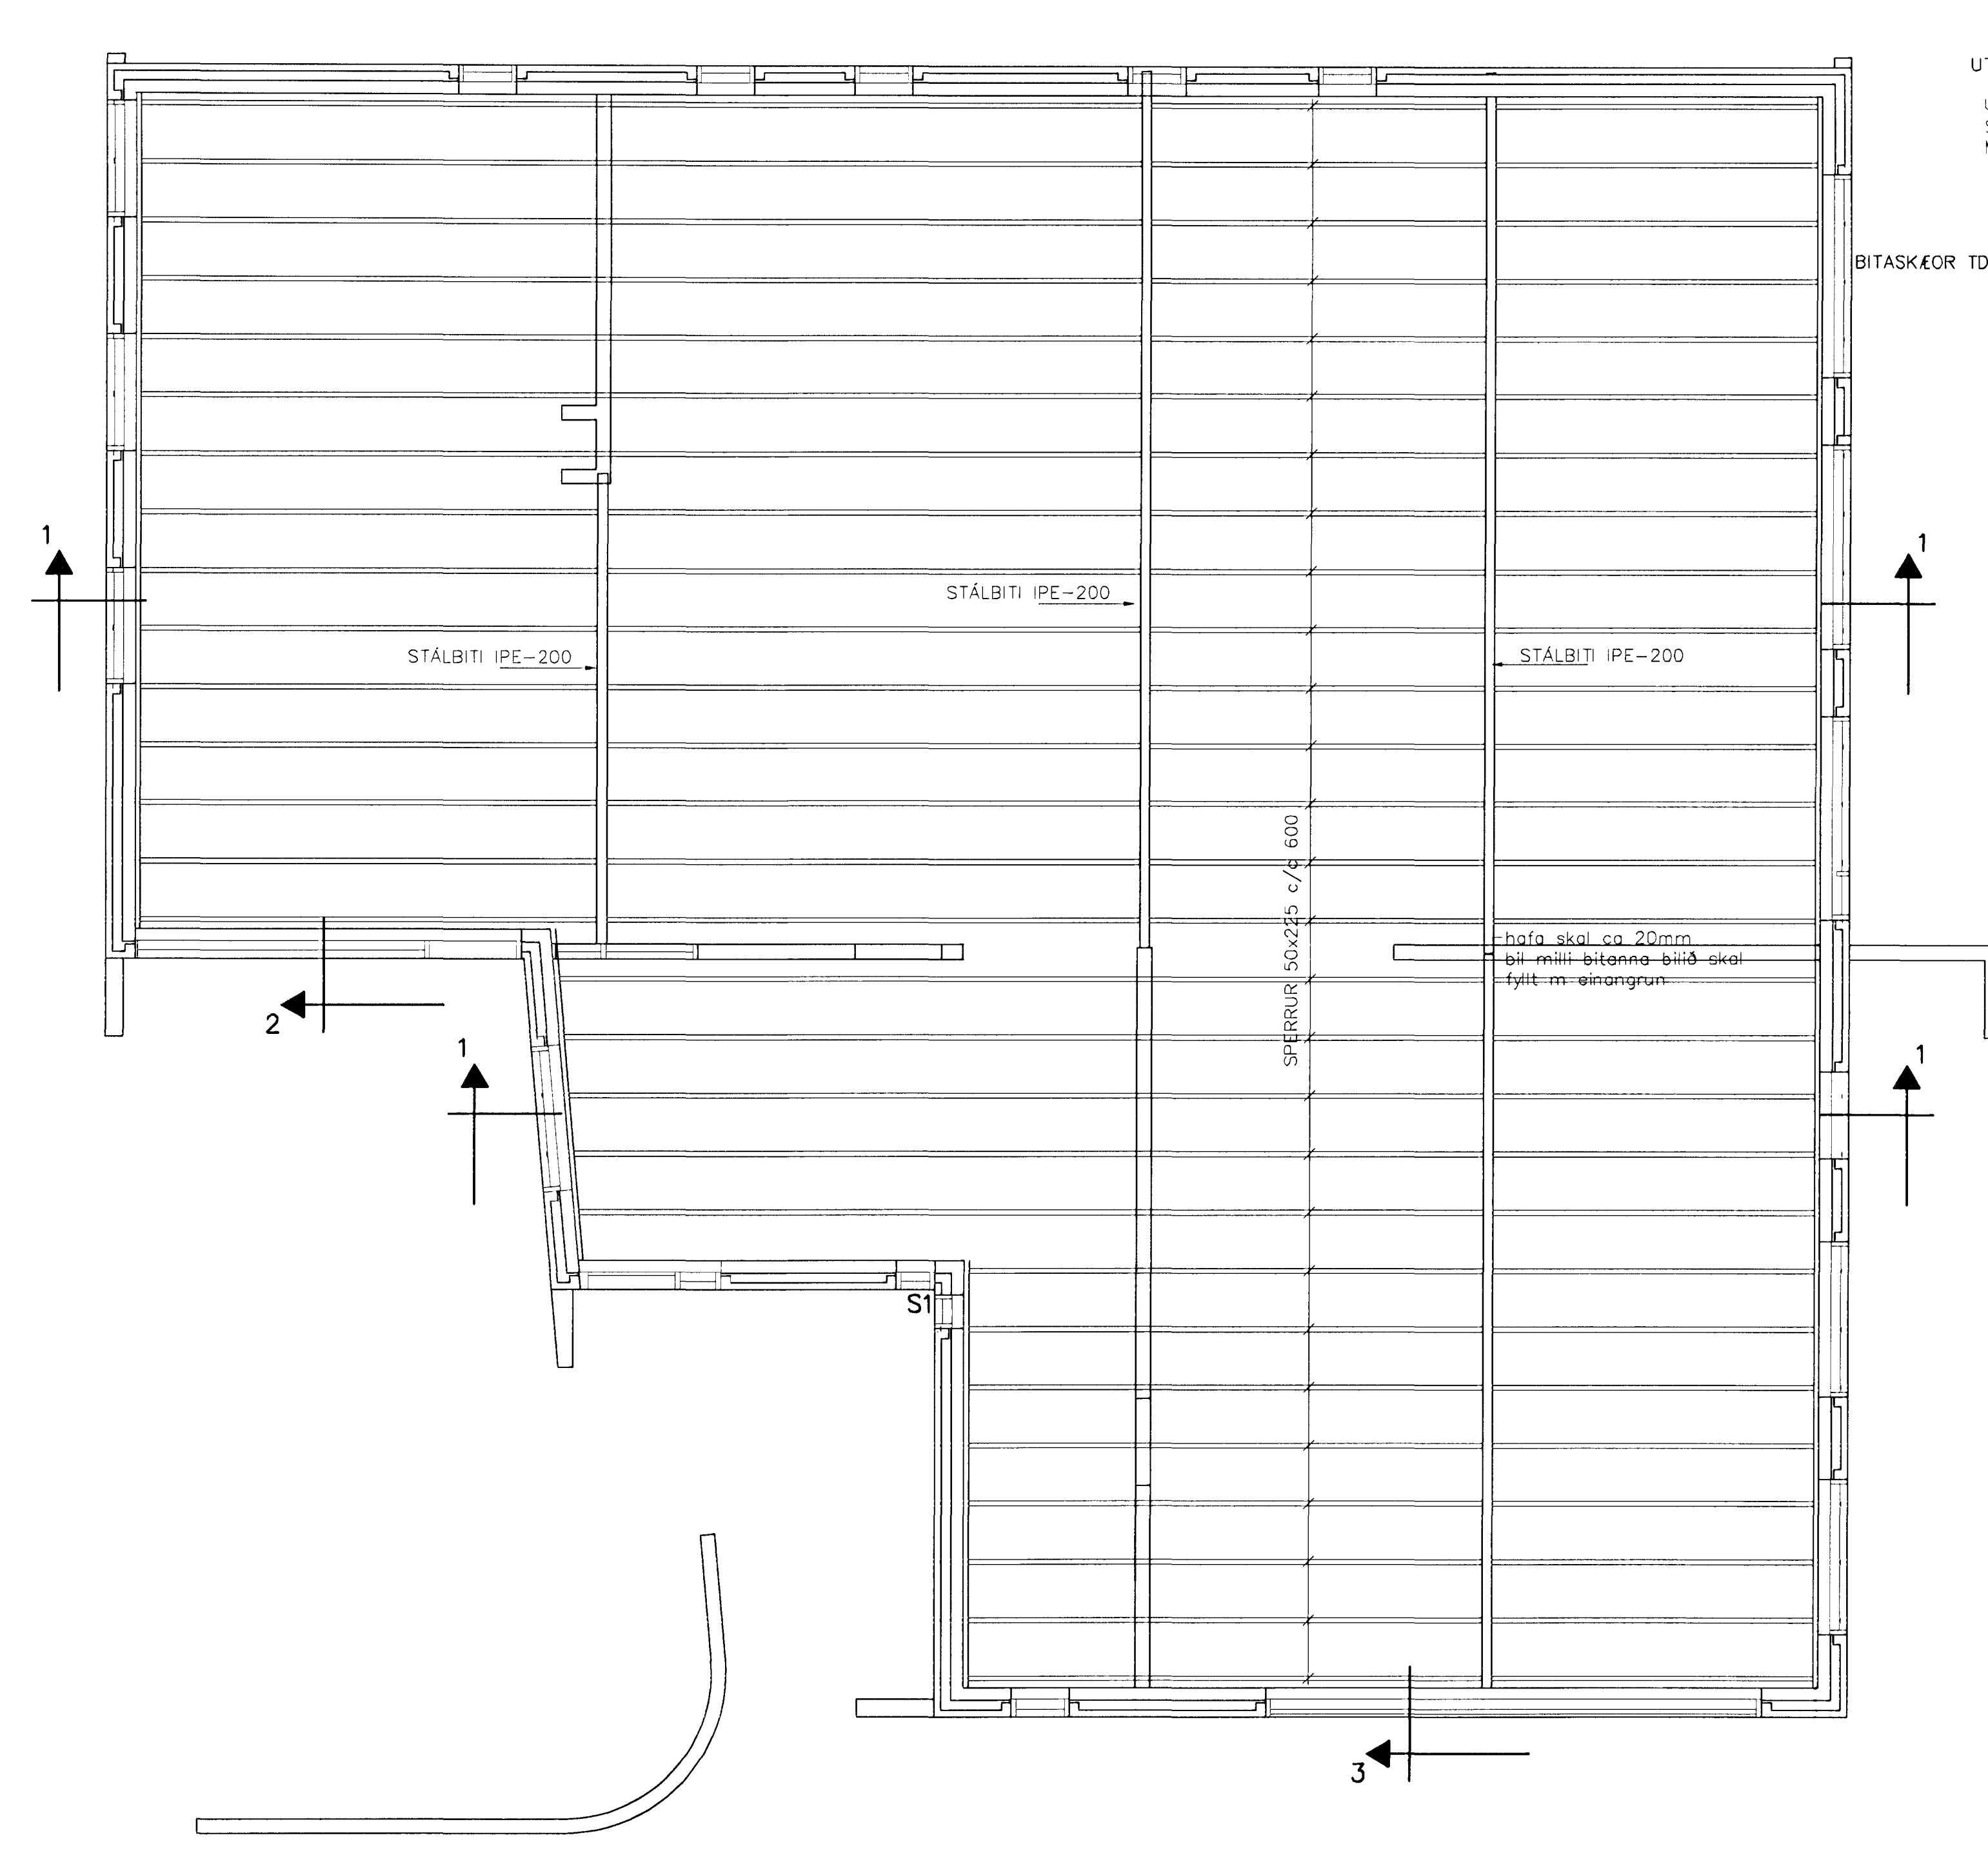 BITASKÆOR TD
1
1
STÁLBITI IPE-200
STÁLBITI IPE-200
STÁLBITI IPE-200
SPERRUR 50x225 c/c 600
hafa skal ca 20mm
bil milli bitanna bilið skal
fyllt m einangrun
2
1
1
S1
3